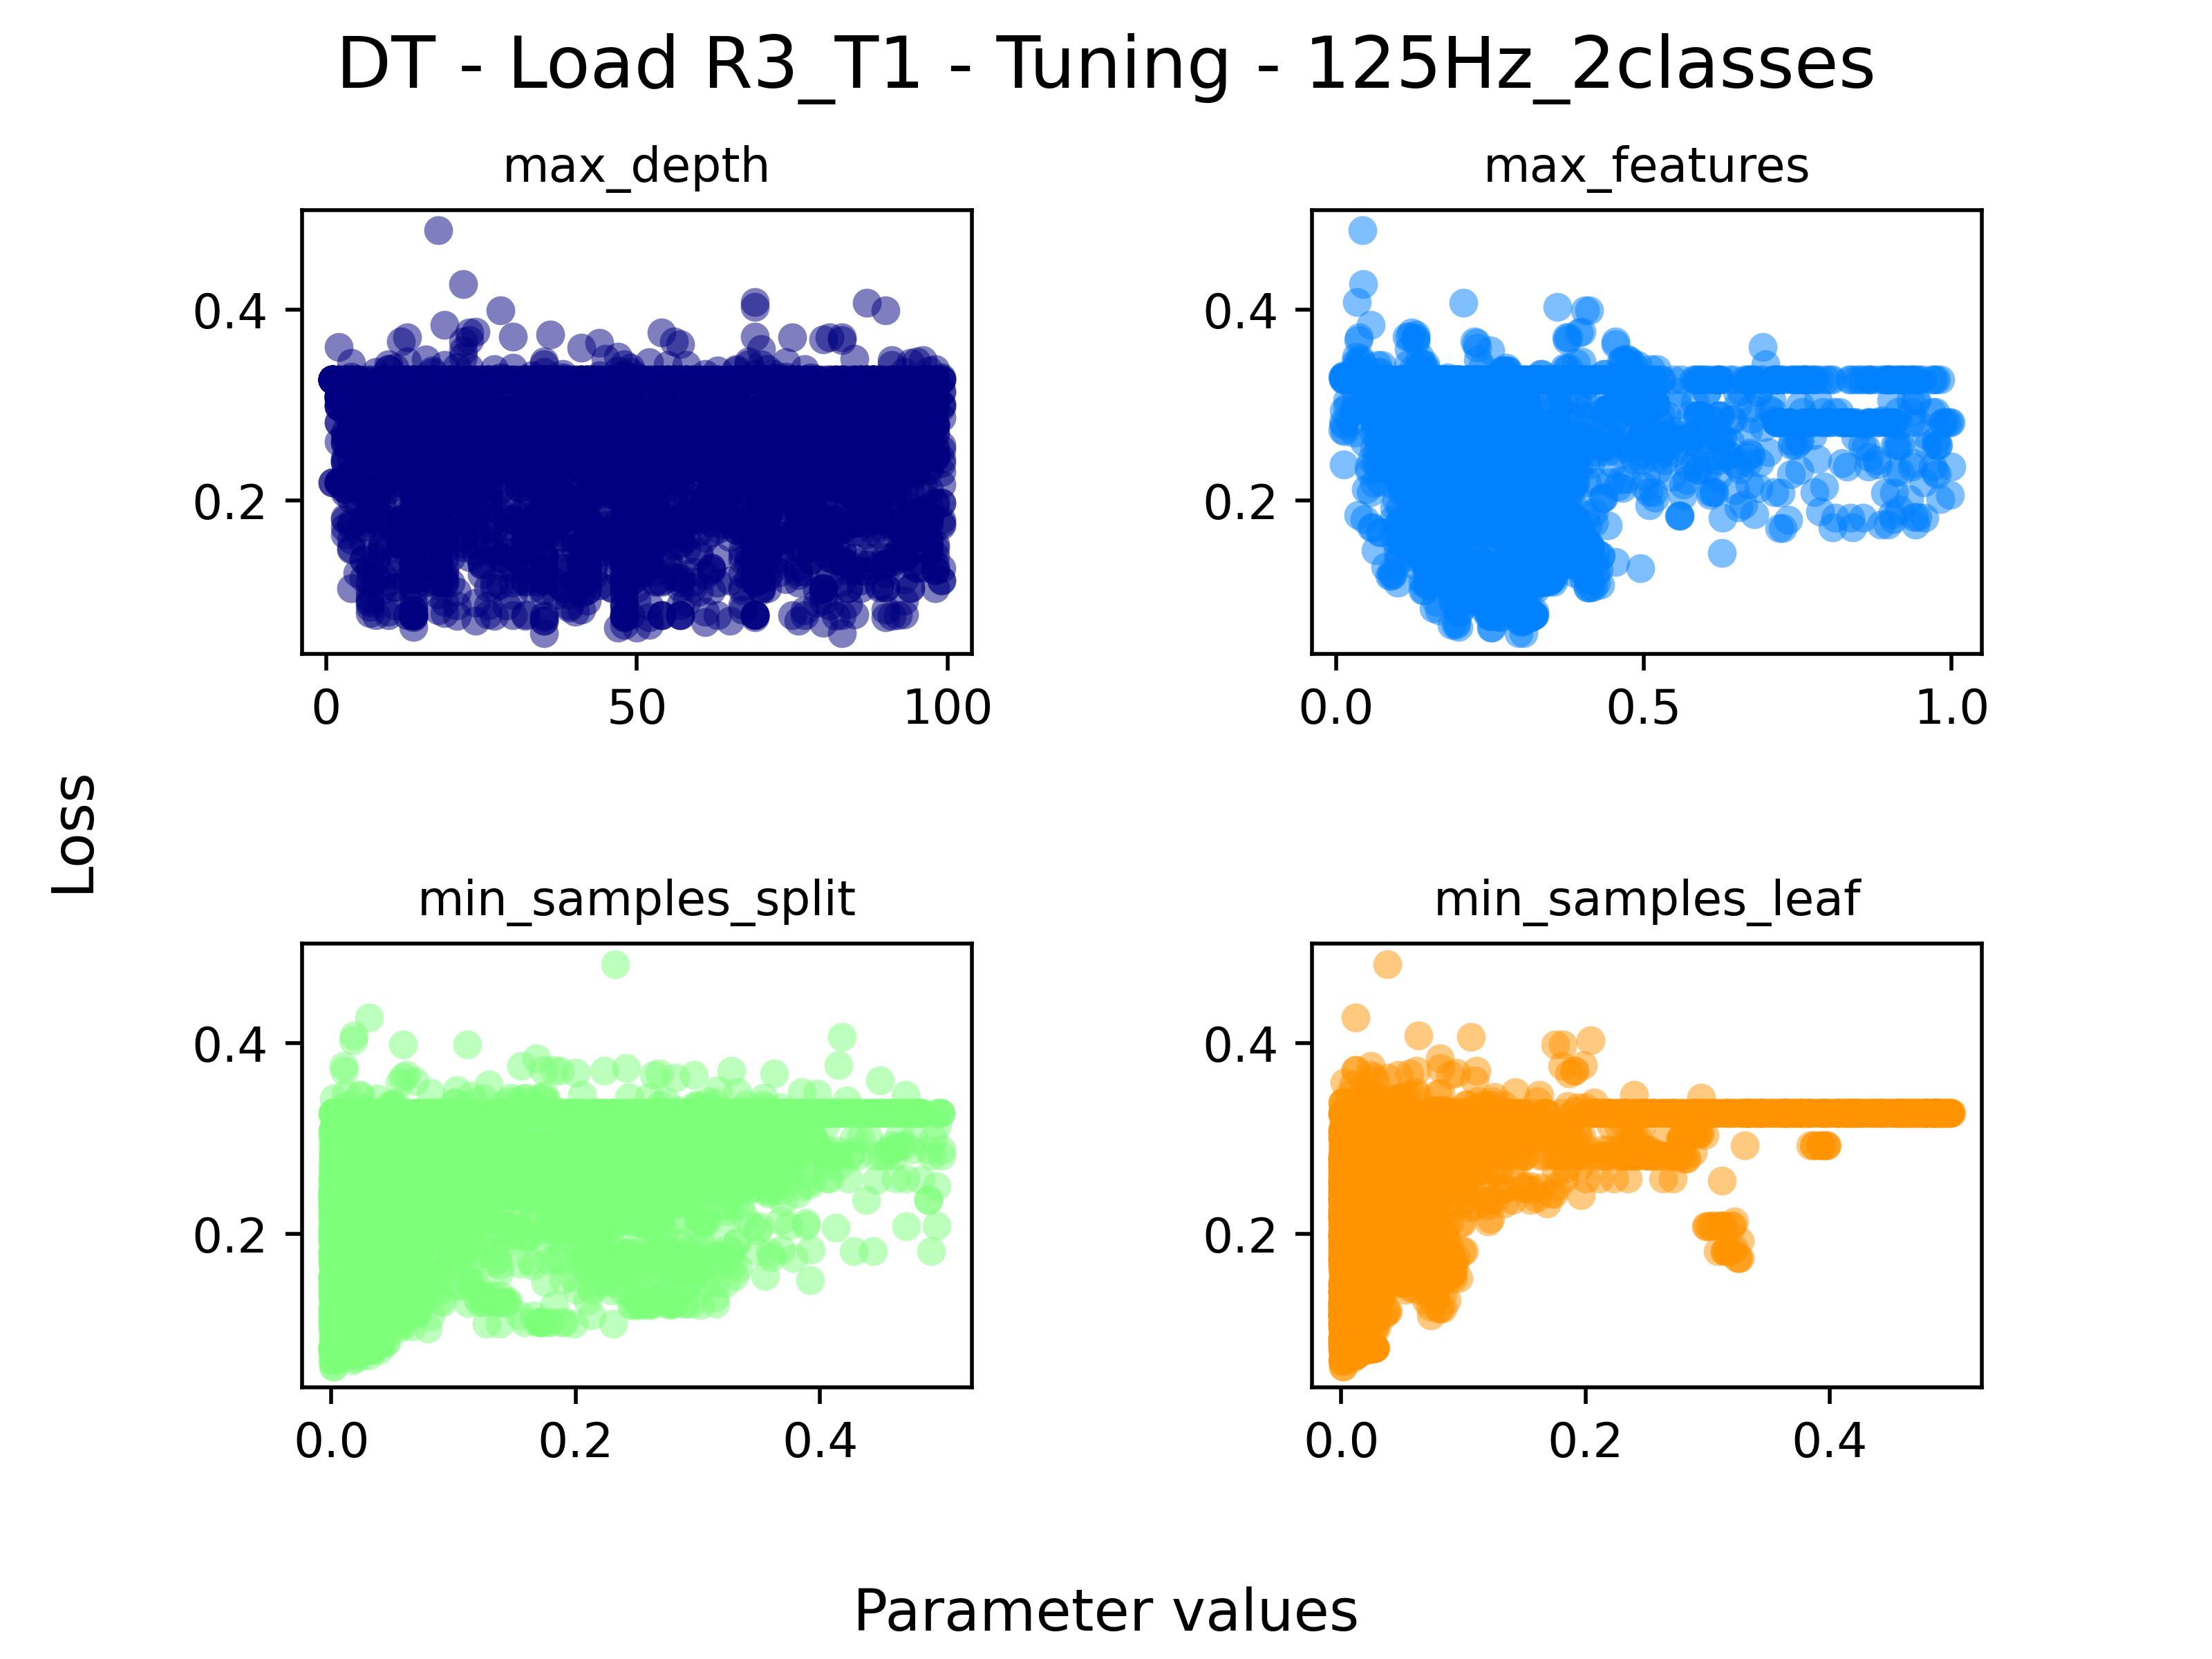 DT - Load R3_T1 - Tuning - 125Hz_2classes
max_depth
max_features
0.4
0.2
0
50
100
0.4
0.2
0.0
0.5
1.0
Loss
min_samples_split
min_samples_leaf
0.4
0.2
0.0
0.2
0.4
0.4
0.2
0.0
0.2
0.4
Parameter values